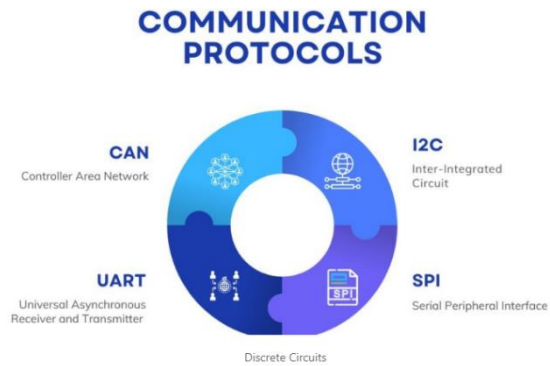 COMMUNICATION
PROTOCOLS
CAN
Controller Area Network
I2C
Inter-Integrated
Circuit
UART
Universal Asynchronous
Receiver and Transmitter
SPI
SPI
Serial Peripheral Interface
Discrete Circuits